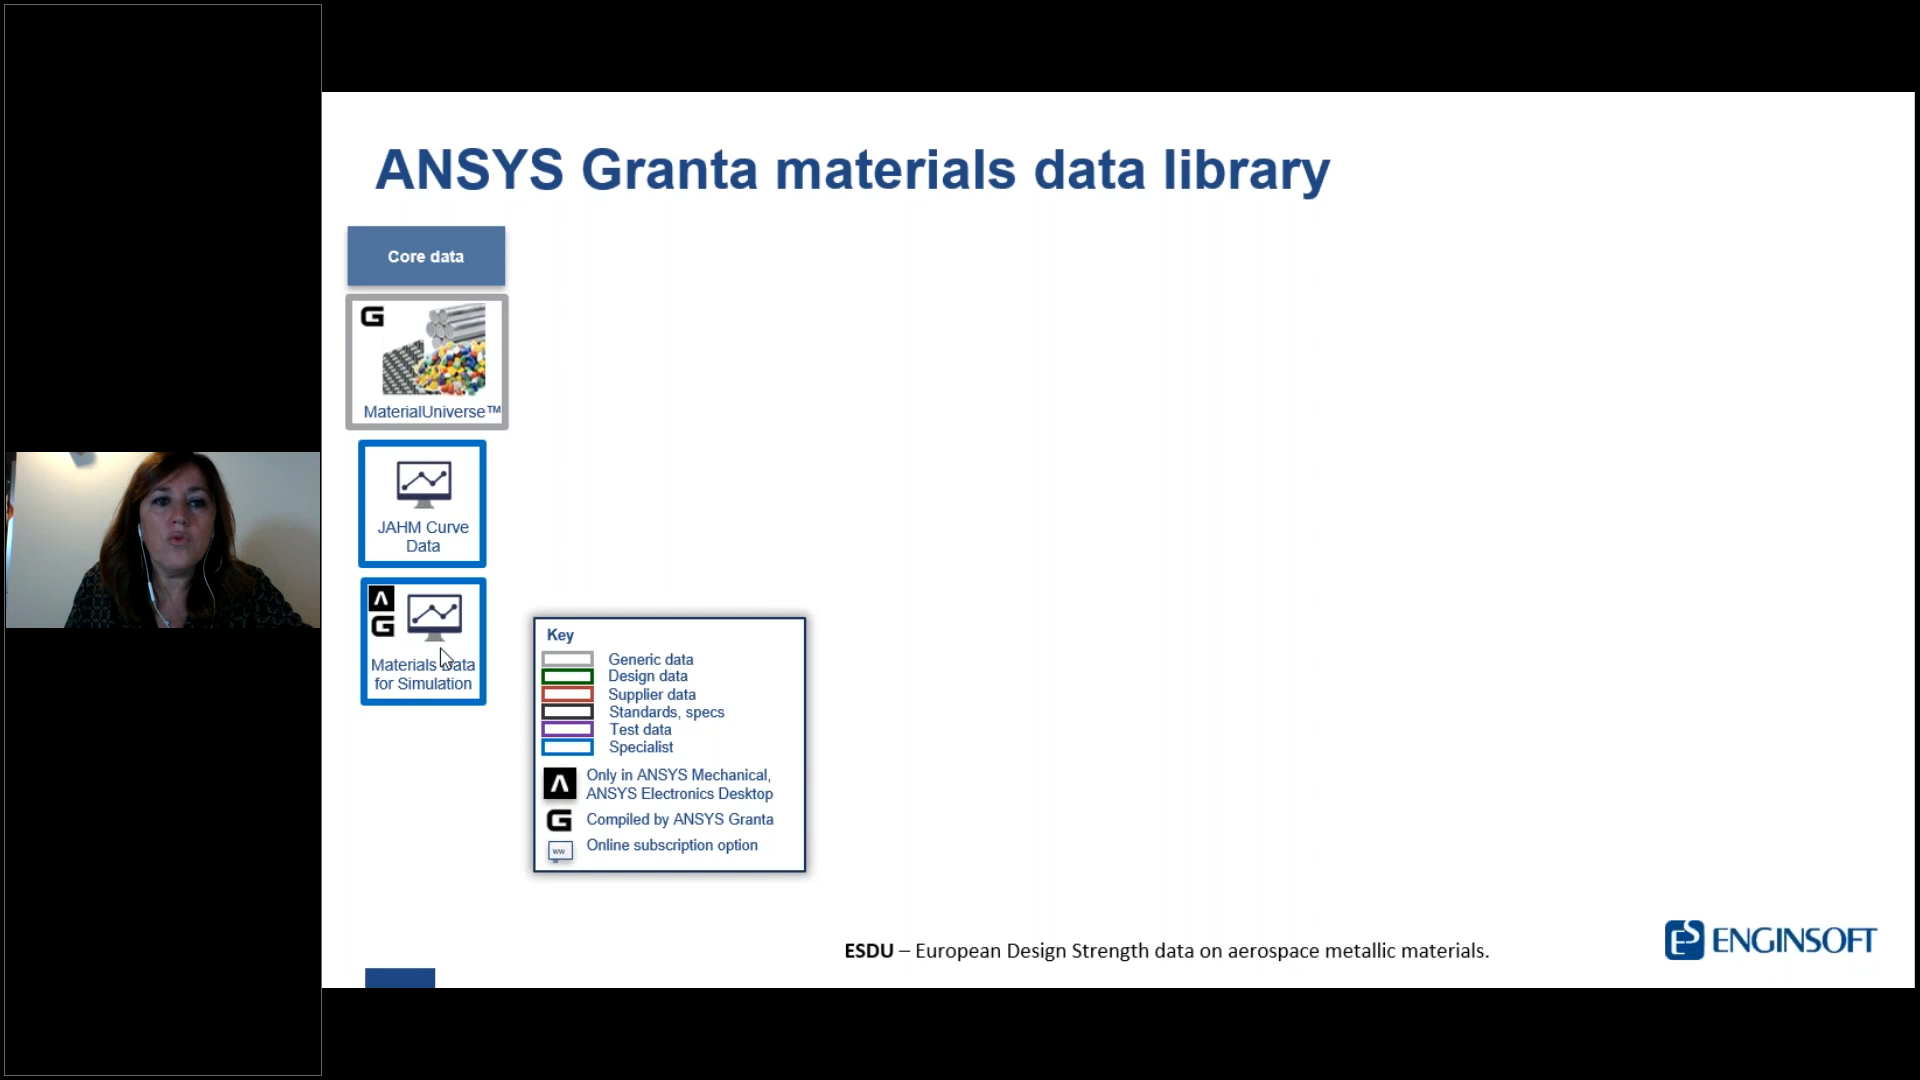 ANSYS Granta materials data library
Core data
G
MaterialUniverse™
JAHM Curve
Data
Λ
G
Materials Data
for Simulation
Key
Generic data
Design data
Supplier data
Standards, specs
Test data
Specialist
Λ
Only in ANSYS Mechanical,
ANSYS Electronics Desktop
G
Compiled by ANSYS Granta
ww
w
Online subscription option
ESDU – European Design Strength data on aerospace metallic materials.
ES ENGINSOFT